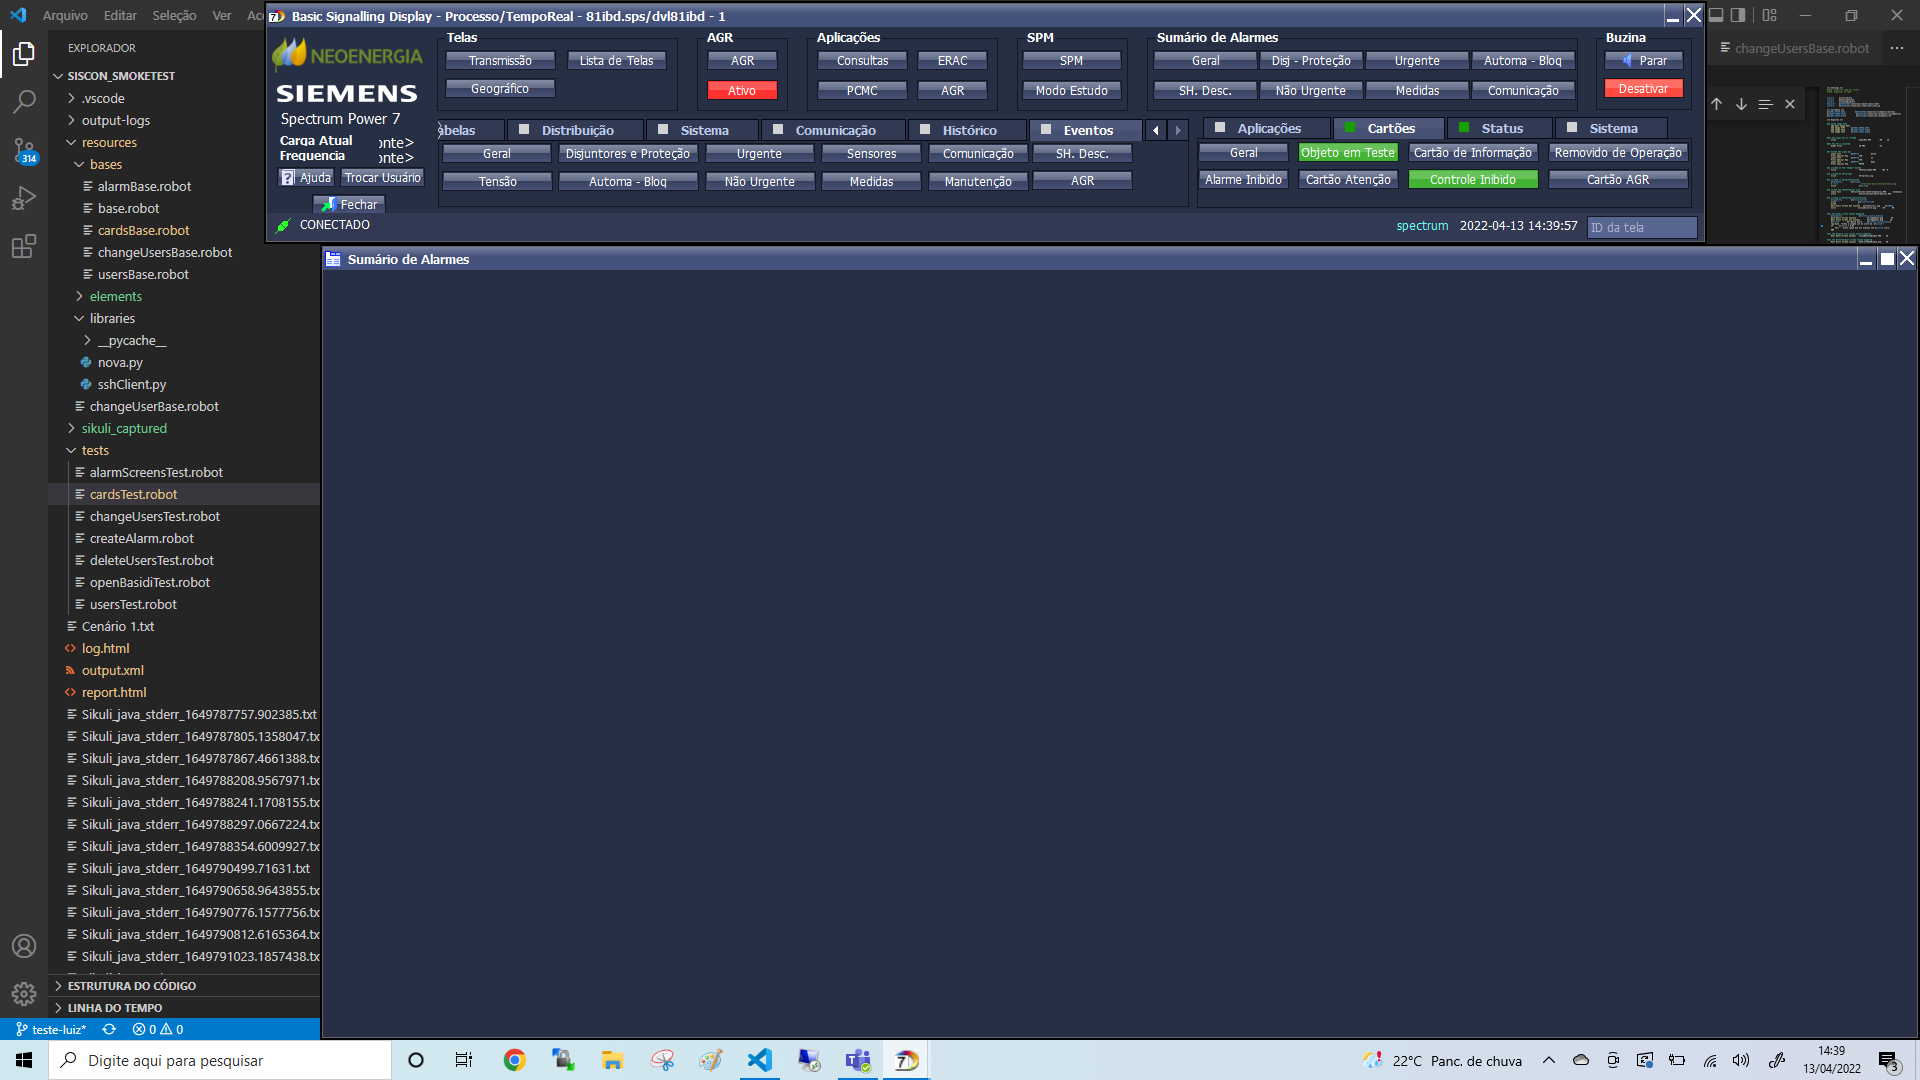 Arquivo Editar Seleção Ver
Basic Signalling Display - Processo/TempoReal - 81ibd.sps/dvl81ibd - 1
changeUsersBase.robot
EXPLORADOR
SISCON_SMOKETEST
.vscode
output-logs
resources
bases
alarmBase.robot
base.robot
cardsBase.robot
changeUsersBase.robot
usersBase.robot
elements
libraries
__pycache__
nova.py
sshClient.py
changeUserBase.robot
sikuli_captured
tests
alarmScreensTest.robot
cardsTest.robot
changeUsersTest.robot
createAlarm.robot
deleteUsersTest.robot
openBasidiTest.robot
usersTest.robot
Cenário 1.txt
log.html
output.xml
report.html
Sikuli_java_stderr_1649787757.902385.txt
Sikuli_java_stderr_1649787805.1358047.tx
Sikuli_java_stderr_1649787867.4661388.tx
Sikuli_java_stderr_1649788208.9567971.tx
Sikuli_java_stderr_1649788241.1708155.tx
Sikuli_java_stderr_1649788297.0667224.tx
Sikuli_java_stderr_1649788354.6009927.tx
Sikuli_java_stderr_1649790499.71631.txt
Sikuli_java_stderr_1649790658.9643855.tx
Sikuli_java_stderr_1649790776.1577756.tx
Sikuli_java_stderr_1649790812.6165364.tx
Sikuli_java_stderr_1649791023.1857438.tx
ESTRUTURA DO CÓDIGO
LINHA DO TEMPO
314
teste-luiz* 0 0
NEOENERGIA
SIEMENS
Spectrum Power 7
Carga Atual onte>
Frequencia onte>
? Ajuda Trocar Usuário
Fechar
CONECTADO
Telas
Transmissão Lista de Telas
Geográfico
AGR
AGR
Ativo
Aplicações
Consultas ERAC
PCMC AGR
SPM
SPM
Modo Estudo
Sumário de Alarmes
Geral Disj - Proteção Urgente Automa - Bloq
SH. Desc. Não Urgente Medidas Comunicação
Buzina
Parar
Desativar
abelas Distribuição Sistema Comunicação Histórico Eventos
Geral Disjuntores e Proteção Urgente Sensores Comunicação SH. Desc.
Tensão Automa - Bloq Não Urgente Medidas Manutenção AGR
Aplicações Cartões Status Sistema
Geral Objeto em Teste Cartão de Informação Removido de Operação
Alarme Inibido Cartão Atenção Controle Inibido Cartão AGR
spectrum 2022-04-13 14:39:57 ID da tela
Sumário de Alarmes
Digite aqui para pesquisar
22°C Panc. de chuva
14:39
13/04/2022
3